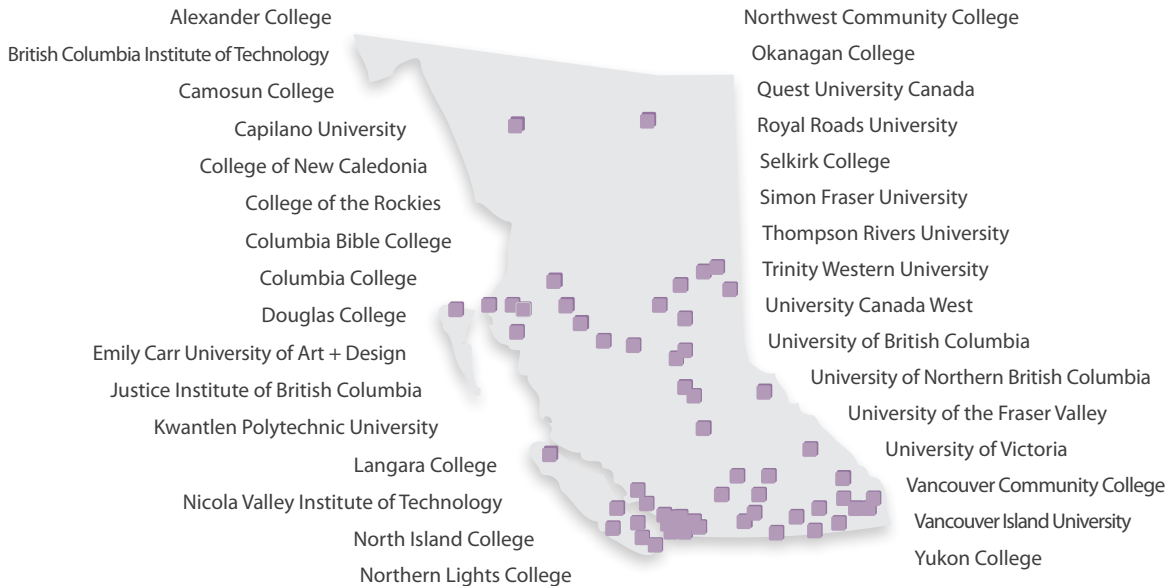 Alexander College
British Columbia Institute of Technology
Camosun College
Capilano University
College of New Caledonia
College of the Rockies
Columbia Bible College
Columbia College
Douglas College
Emily Carr University of Art + Design
Justice Institute of British Columbia
Kwantlen Polytechnic University
Langara College
Nicola Valley Institute of Technology
North Island College
Northern Lights College
Northwest Community College
Okanagan College
Quest University Canada
Royal Roads University
Selkirk College
Simon Fraser University
Thompson Rivers University
Trinity Western University
University Canada West
University of British Columbia
University of Northern British Columbia
University of the Fraser Valley
University of Victoria
Vancouver Community College
Vancouver Island University
Yukon College